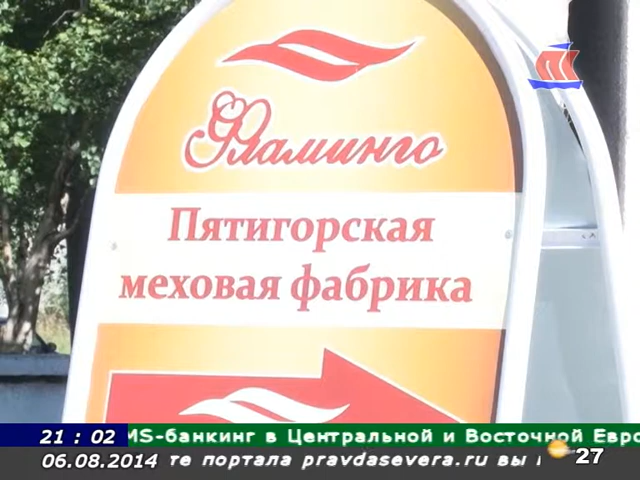 Фламинго
Пятигорская
меховая фабрика
21 : 02 MS-банкинг в Центральной и Восточной Евро
06.08.2014 те портала pravdasevera.ru вы 27